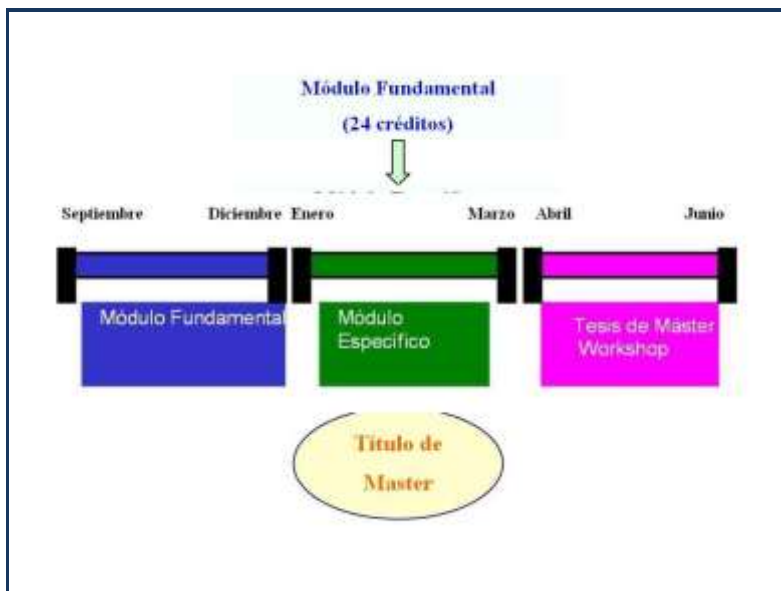 Módulo Fundamental
(24 créditos)
Septiembre Diciembre Enero Marzo Abril Junio
Módulo Fundamental
Módulo
Específico
Tesis de Máster
Workshop
Título de
Master